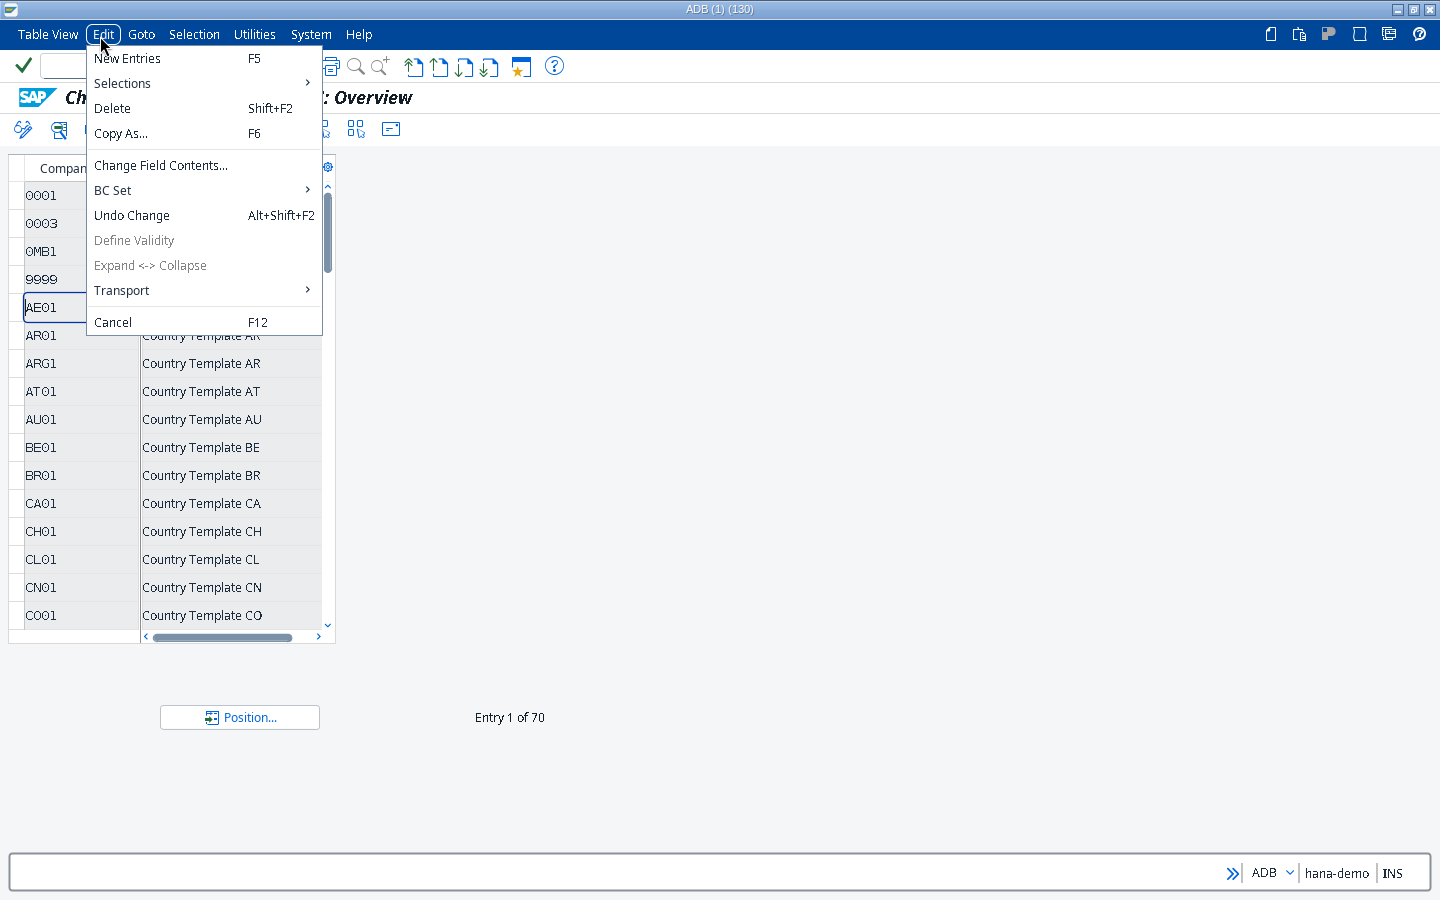 ADB (1) (130)
Table View Edit Goto Selection Utilities System Help
New Entries F5
Selections
SAP Ch : Overview
Delete Shift+F2
Copy As... F6
Change Field Contents...
BC Set
Undo Change Alt+Shift+F2
Define Validity
Expand <-> Collapse
Transport
Cancel F12
Compan
0001
0003
0MB1
9999
AE01
AR01 Country Template AR
ARG1 Country Template AR
AT01 Country Template AT
AU01 Country Template AU
BE01 Country Template BE
BR01 Country Template BR
CA01 Country Template CA
CH01 Country Template CH
CL01 Country Template CL
CN01 Country Template CN
CO01 Country Template CO
Position... Entry 1 of 70
ADB hana-demo INS